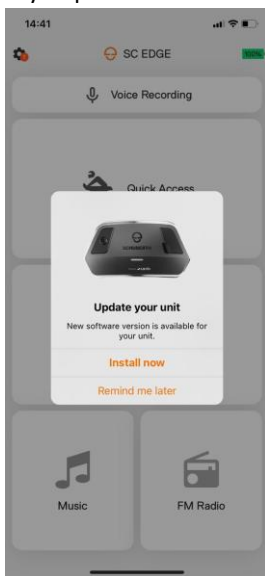 14:41
SC EDGE
100%
Voice Recording
Quick Access
Update your unit
New software version is available for
your unit.
Install now
Remind me later
Music
FM Radio